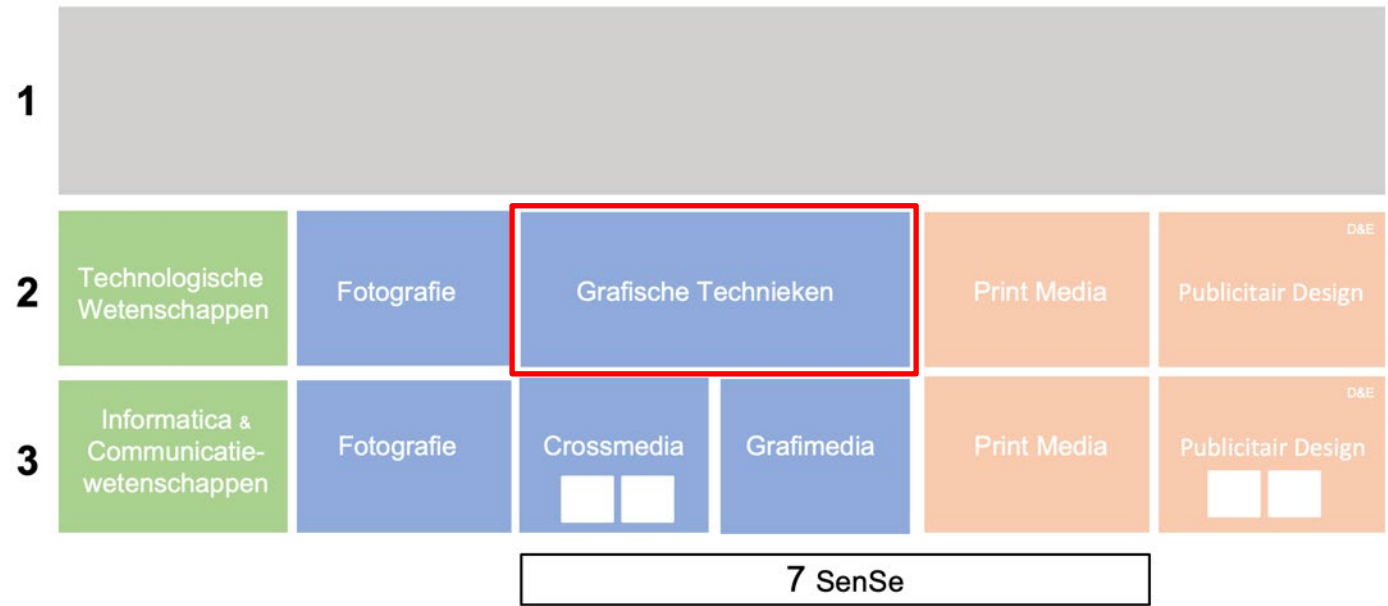 1
2
Technologische
Wetenschappen
Fotografie
Grafische Technieken
Print Media
D&E
Publicitair Design
3
Informatica &
Communicatie-
wetenschappen
Fotografie
Crossmedia
Grafimedia
Print Media
D&E
Publicitair Design
7 SenSe